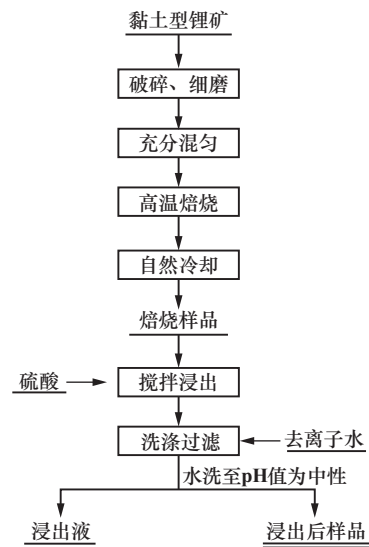 黏土型锂矿
破碎、细磨
充分混匀
高温焙烧
自然冷却
焙烧样品
硫酸
搅拌浸出
洗涤过滤
去离子水
水洗至pH值为中性
浸出液
浸出后样品